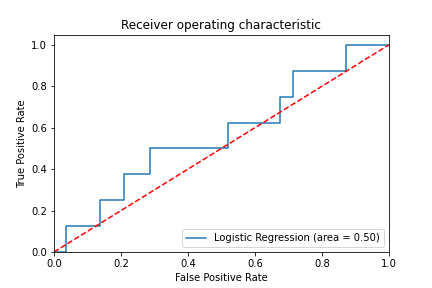 Receiver operating characteristic
True Positive Rate
1.0
0.8
0.6
0.4
0.2
0.0
Logistic Regression (area = 0.50)
0.0 0.2 0.4 0.6 0.8 1.0
False Positive Rate